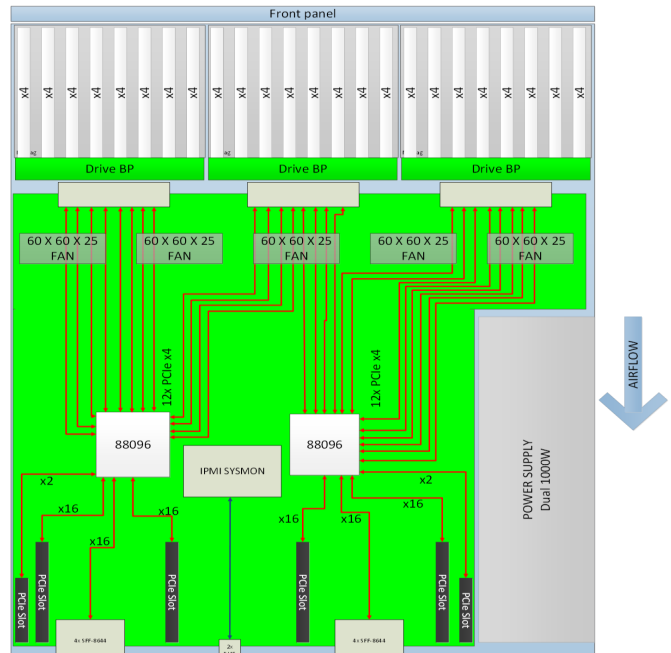 Front panel
x4 x4 x4 x4 x4 x4 x4 x4
x4 x4 x4 x4 x4 x4 x4 x4
x4 x4 x4 x4 x4 x4 x4 x4
Drive BP
Drive BP
Drive BP
60 X 60 X 25
FAN
60 X 60 X 25
FAN
60 X 60 X 25
FAN
60 X 60 X 25
FAN
60 X 60 X 25
FAN
AIRFLOW
12x PCIe x4
12x PCIe x4
88096
88096
IPMI SYSMON
POWER SUPPLY
Dual 1000W
x2
x2
x16
x16
x16
x16
x16
x16
PCIe Slot
PCIe Slot
PCIe Slot
PCIe Slot
PCIe Slot
PCIe Slot
4x SFF-8644
2x
4x SFF-8644